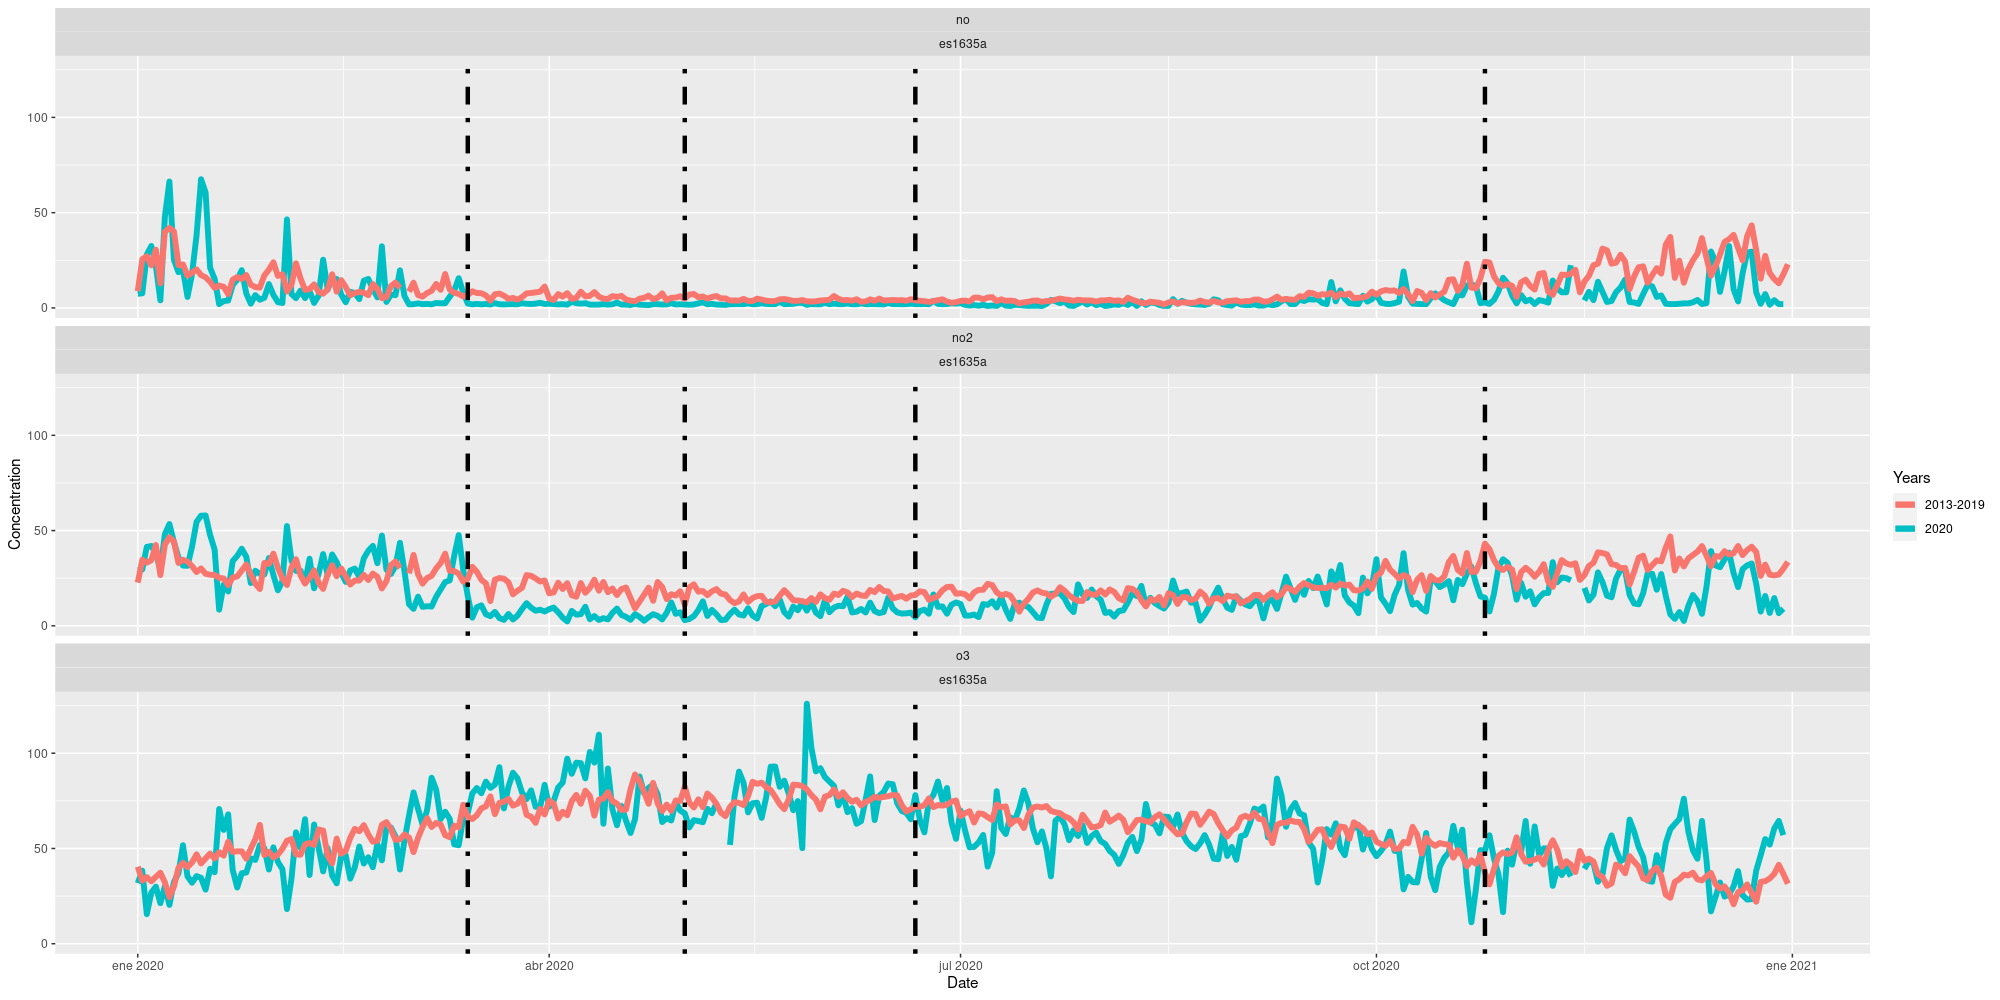 no
es1635a
100
50
0
no2
es1635a
100
50
0
o3
es1635a
100
50
0
ene 2020
abr 2020
jul 2020
oct 2020
ene 2021
Date
Concentration
Years
2013-2019
2020